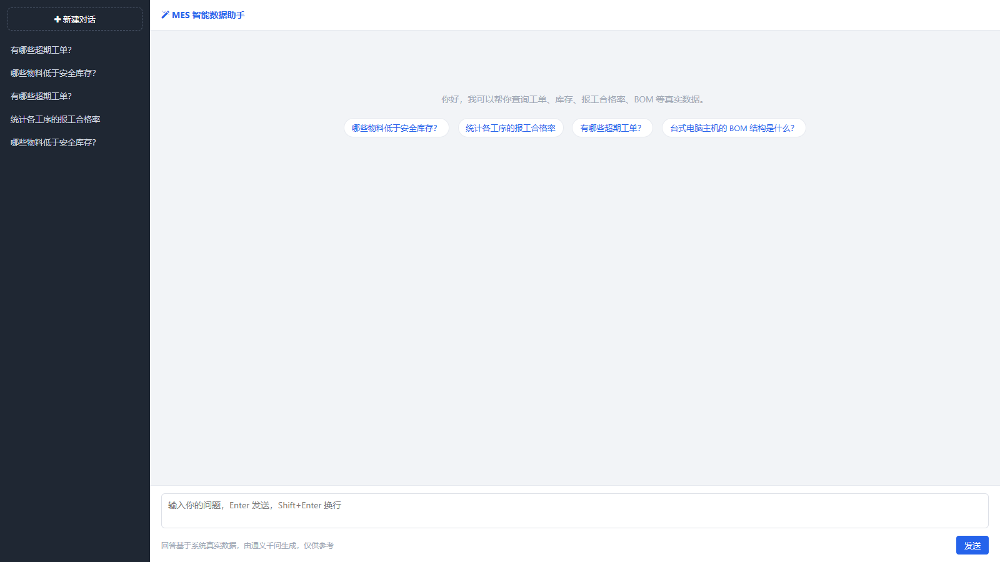 新建对话
有哪些超期工单?
哪些物料低于安全库存?
有哪些超期工单?
统计各工序的报工合格率
哪些物料低于安全库存?
MES 智能数据助手
你好，我可以帮你查询工单、库存、报工合格率、BOM 等真实数据。
哪些物料低于安全库存?
统计各工序的报工合格率
有哪些超期工单?
台式电脑主机的 BOM 结构是什么?
输入你的问题，Enter 发送，Shift+Enter 换行
回答基于系统真实数据，由通义千问生成，仅供参考
发送